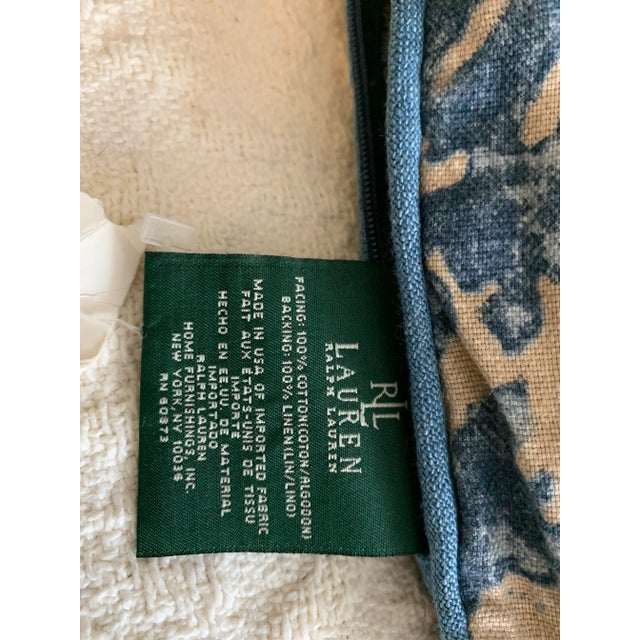 RLL
LAUREN
RALPH LAUREN
FACING: 100% COTTON(COTON/ALGODON)
BACKING: 100% LINEN(LIN/LINO)
MADE IN USA OF IMPORTED FABRIC
FAIT AUX ÉTATS-UNIS DE TISSU
IMPORTÉ
HECHO EN EE.UU. DE MATERIAL
IMPORTADO
RALPH LAUREN
HOME FURNISHINGS, INC.
NEW YORK, NY 10036
RN 60873